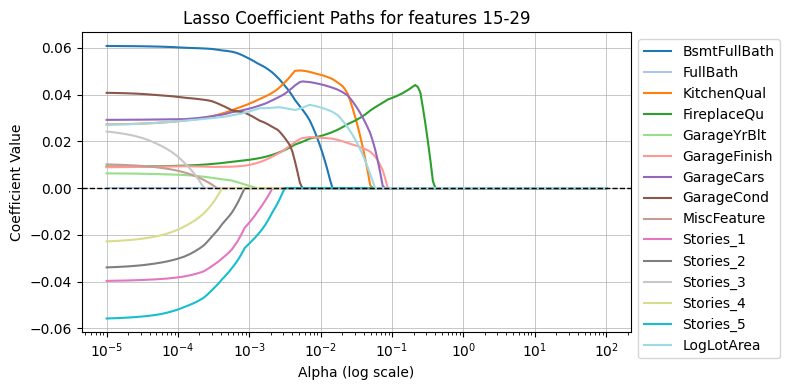 Lasso Coefficient Paths for features 15-29
Coefficient Value
0.06
0.04
0.02
0.00
−0.02
−0.04
−0.06
10⁻⁵ 10⁻⁴ 10⁻³ 10⁻² 10⁻¹ 10⁰ 10¹ 10²
Alpha (log scale)
BsmtFullBath
FullBath
KitchenQual
FireplaceQu
GarageYrBlt
GarageFinish
GarageCars
GarageCond
MiscFeature
Stories_1
Stories_2
Stories_3
Stories_4
Stories_5
LogLotArea